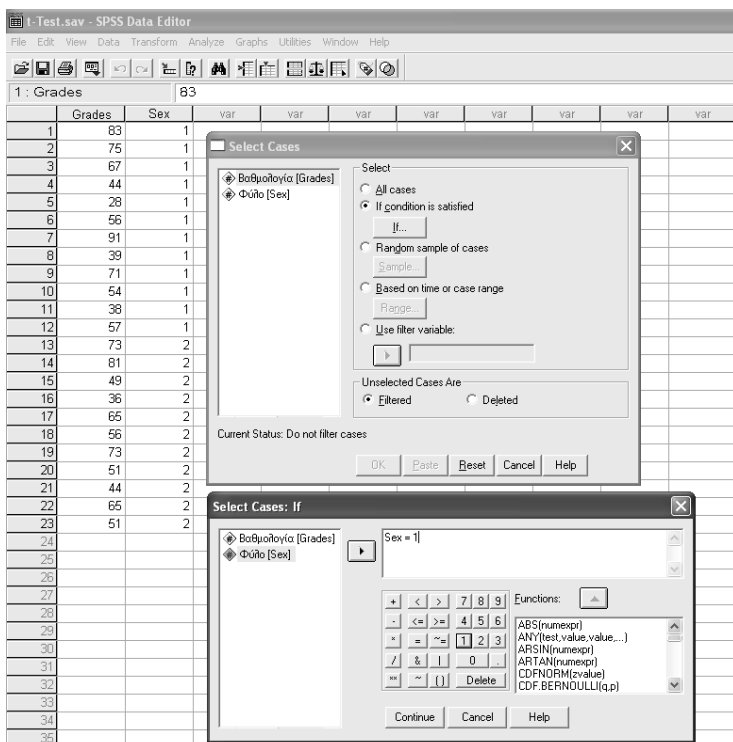 t-Test.sav - SPSS Data Editor
File Edit View Data Transform Analyze Graphs Utilities Window Help
1 : Grades 83
Grades Sex var var var var var var var var
1 83 1
2 75 1
3 67 1
4 44 1
5 28 1
6 56 1
7 91 1
8 39 1
9 71 1
10 54 1
11 38 1
12 57 1
13 73 2
14 81 2
15 49 2
16 36 2
17 65 2
18 56 2
19 73 2
20 51 2
21 44 2
22 65 2
23 51 2
24
25
26
27
28
29
30
31
32
33
34
35
Select Cases
Βαθμολογία [Grades]
Φύλο [Sex]
Select
All cases
If condition is satisfied
If...
Random sample of cases
Sample...
Based on time or case range
Range...
Use filter variable:
Unselected Cases Are
Filtered Deleted
Current Status: Do not filter cases
OK Paste Reset Cancel Help
Select Cases: If
Βαθμολογία [Grades]
Φύλο [Sex]
Sex = 1
+ < > 7 8 9
- <= >= 4 5 6
* = ~= 1 2 3
/ & | 0 .
** ~ () Delete
Functions:
ABS(numexpr)
ANY(test,value,value,...)
ARSIN(numexpr)
ARTAN(numexpr)
CDFNORM(zvalue)
CDF.BERNOULLI(q,p)
Continue Cancel Help